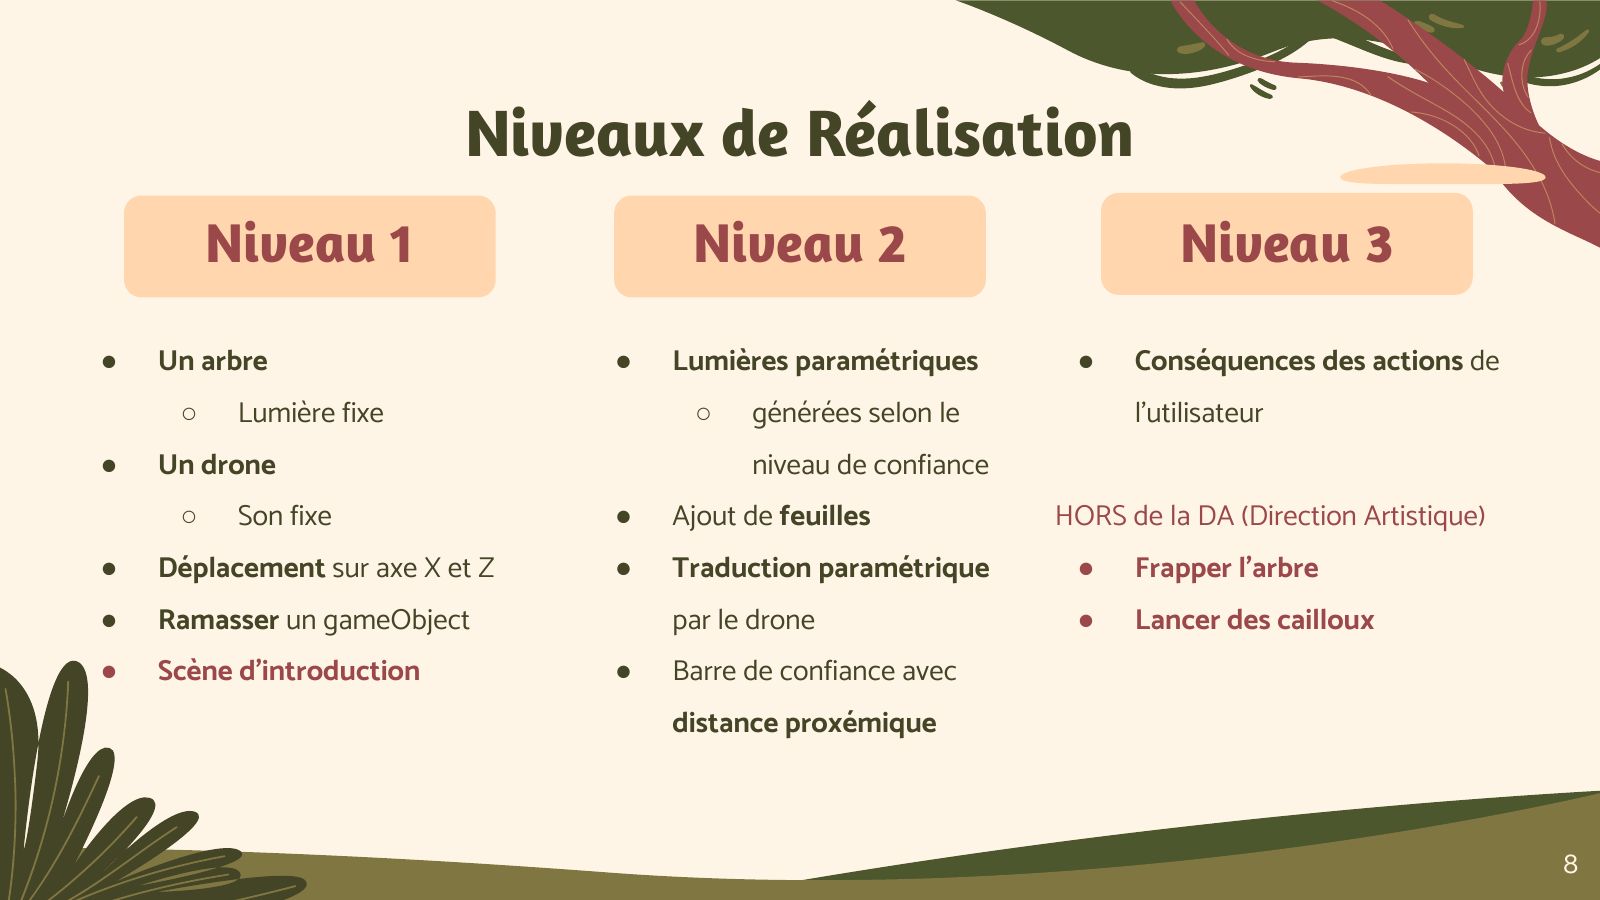 Niveaux de Réalisation
Niveau 1
● Un arbre
○ Lumière fixe
● Un drone
○ Son fixe
● Déplacement sur axe X et Z
● Ramasser un gameObject
● Scène d'introduction
Niveau 2
● Lumières paramétriques
○ générées selon le
niveau de confiance
● Ajout de feuilles
● Traduction paramétrique
par le drone
● Barre de confiance avec
distance proxémique
Niveau 3
● Conséquences des actions de
l'utilisateur
HORS de la DA (Direction Artistique)
● Frapper l'arbre
● Lancer des cailloux
8